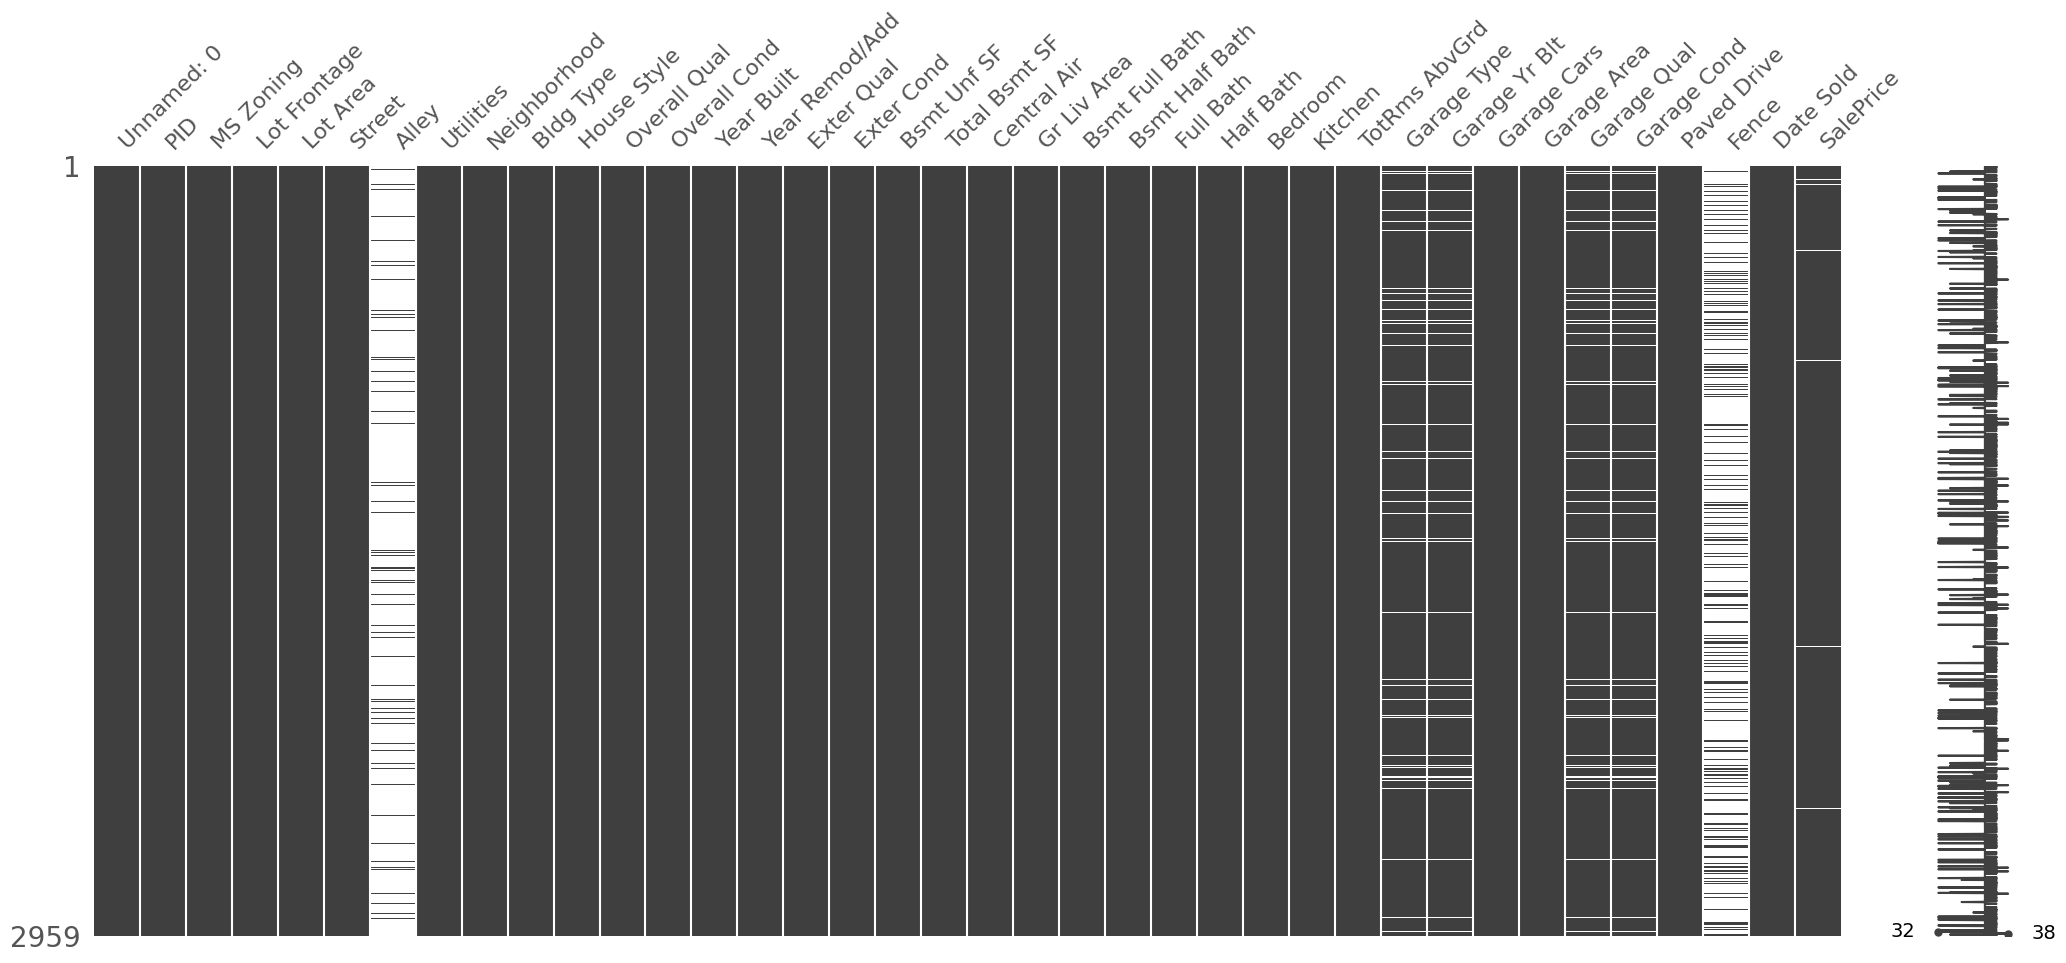 Unnamed: 0
PID
MS Zoning
Lot Frontage
Lot Area
Street
Alley
Utilities
Neighborhood
Bldg Type
House Style
Overall Qual
Overall Cond
Year Built
Year Remod/Add
Exter Qual
Exter Cond
Bsmt Unf SF
Total Bsmt SF
Central Air
Gr Liv Area
Bsmt Full Bath
Bsmt Half Bath
Full Bath
Half Bath
Bedroom
Kitchen
TotRms AbvGrd
Garage Type
Garage Yr Blt
Garage Cars
Garage Area
Garage Qual
Garage Cond
Paved Drive
Fence
Date Sold
SalePrice
1
2959
32
38